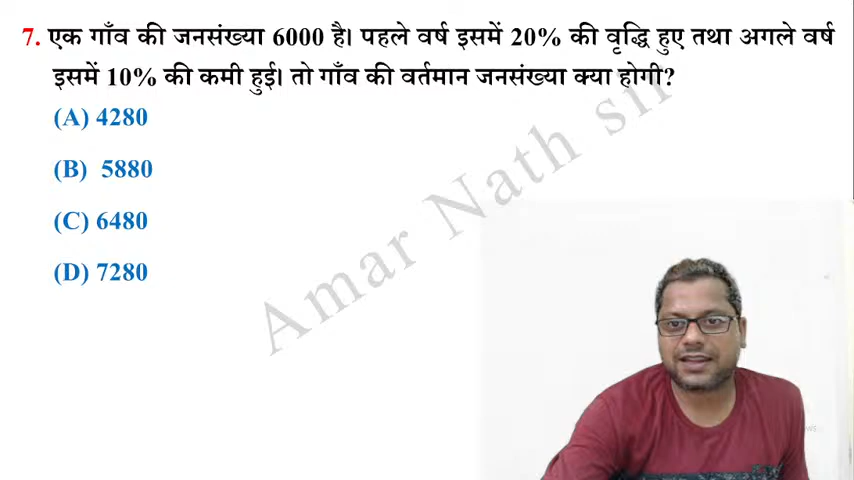 7. एक गाँव की जनसंख्या 6000 है। पहले वर्ष इसमें 20% की वृद्धि हुए तथा अगले वर्ष
इसमें 10% की कमी हुई। तो गाँव की वर्तमान जनसंख्या क्या होगी?
(A) 4280
(B) 5880
(C) 6480
(D) 7280
Amar Nath sir